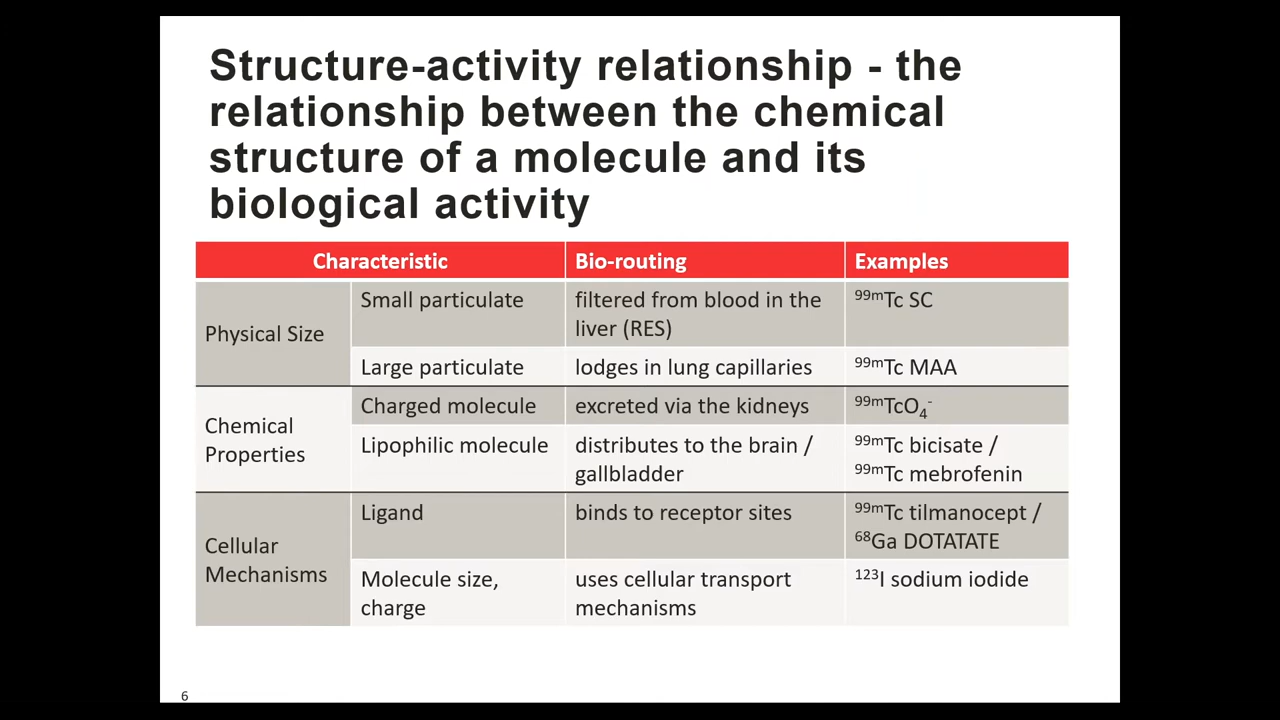 Structure-activity relationship - the
relationship between the chemical
structure of a molecule and its
biological activity
Characteristic Bio-routing Examples
Physical Size
Small particulate
filtered from blood in the
liver (RES)
⁹⁹ᵐTc SC
Large particulate
lodges in lung capillaries
⁹⁹ᵐTc MAA
Chemical
Properties
Charged molecule
excreted via the kidneys
⁹⁹ᵐTcO₄⁻
Lipophilic molecule
distributes to the brain /
gallbladder
⁹⁹ᵐTc bicisate /
⁹⁹ᵐTc mebrofenin
Cellular
Mechanisms
Ligand
binds to receptor sites
⁹⁹ᵐTc tilmanocept /
⁶⁸Ga DOTATATE
Molecule size,
charge
uses cellular transport
mechanisms
¹²³I sodium iodide
6